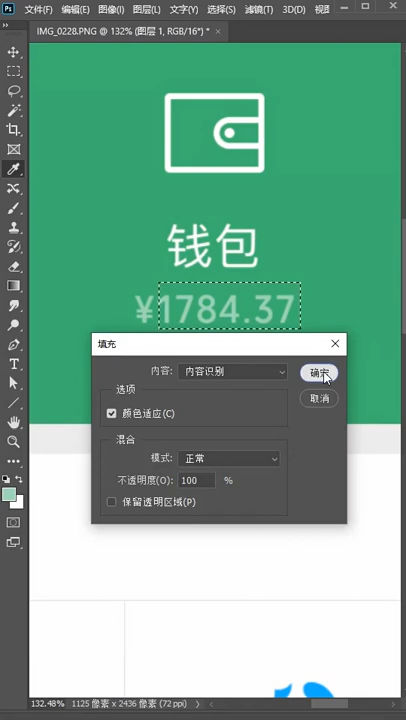 Ps 文件(F) 编辑(E) 图像(I) 图层(L) 文字(Y) 选择(S) 滤镜(T) 3D(D) 视图
IMG_0228.PNG @ 132% (图层 1, RGB/16*) *
钱包
¥1784.37
填充
内容: 内容识别
确定
选项
取消
颜色适应(C)
混合
模式: 正常
不透明度(O): 100 %
保留透明区域(P)
132.48% 1125 像素 x 2436 像素 (72 ppi)